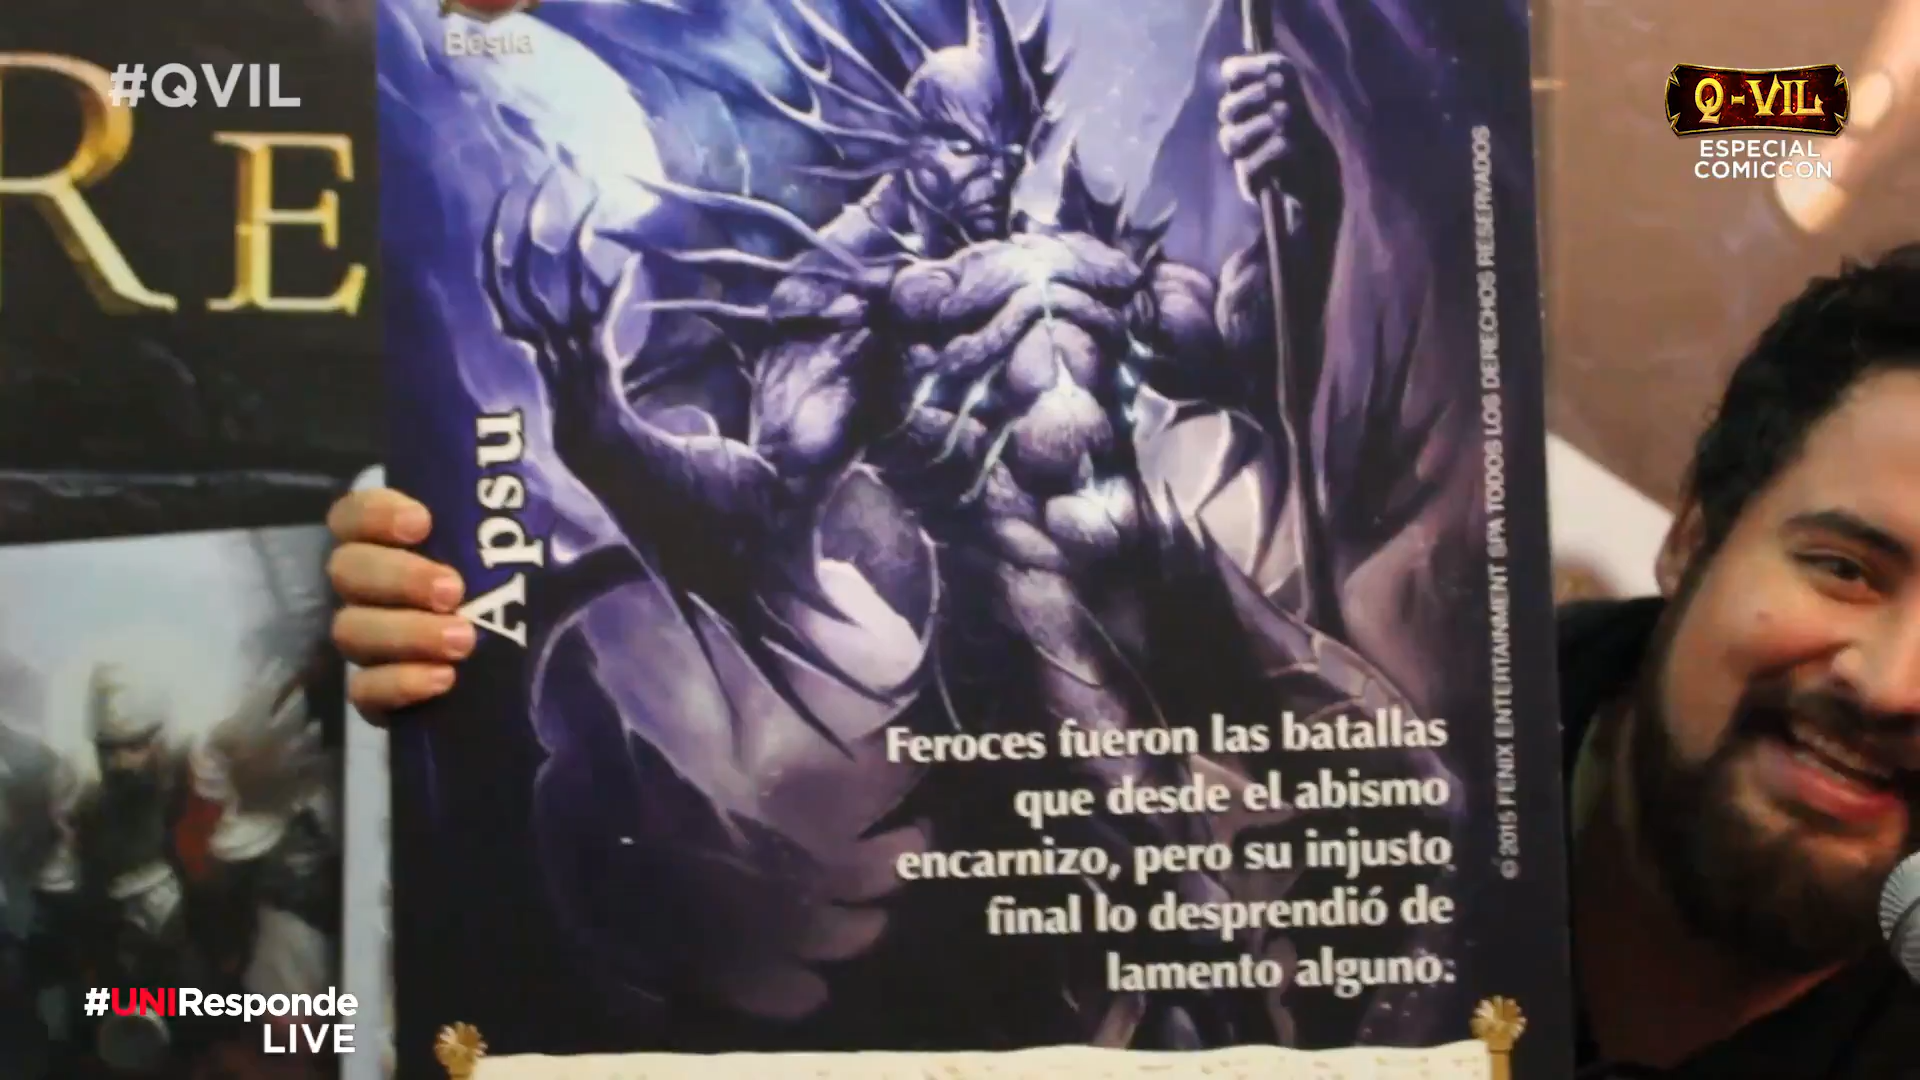 Bestia
#QVIL
RE
Q-VIL
ESPECIAL
COMICCON
Apsu
© 2015 FENIX ENTERTAINMENT SPA TODOS LOS DERECHOS RESERVADOS
Feroces fueron las batallas
que desde el abismo
encarnizo, pero su injusto
final lo desprendió de
lamento alguno.
#UNIResponde
LIVE